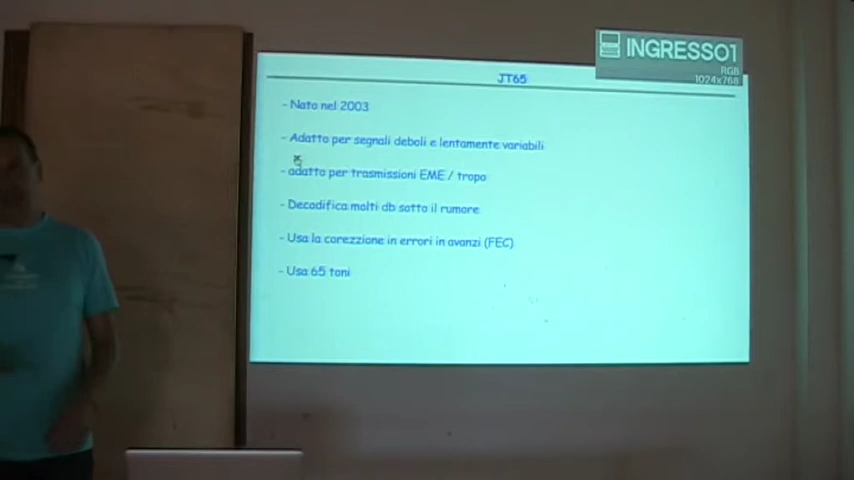 INGRESSO1
RGB
1024x768
JT65
- Nato nel 2003
- Adatto per segnali deboli e lentamente variabili
- adatto per trasmissioni EME / tropo
- Decodifica molti db sotto il rumore
- Usa la corezzione in errori in avanzi (FEC)
- Usa 65 toni